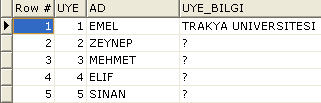 Row # UYE AD UYE_BILGI
1 1 EMEL TRAKYA UNIVERSITESI
2 2 ZEYNEP ?
3 3 MEHMET ?
4 4 ELIF ?
5 5 SINAN ?